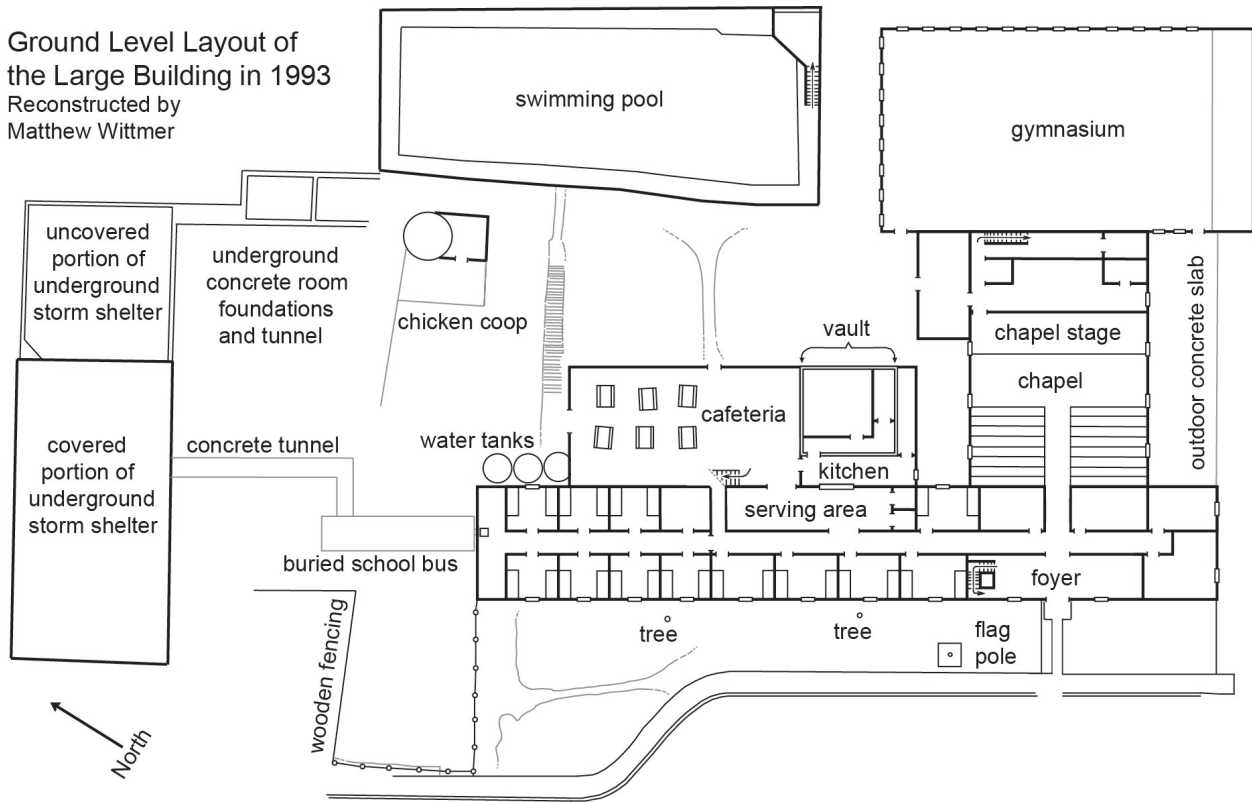 Ground Level Layout of
the Large Building in 1993
Reconstructed by
Matthew Wittmer
swimming pool
gymnasium
uncovered
portion of
underground
storm shelter
underground
concrete room
foundations
and tunnel
chicken coop
vault
chapel stage
chapel
outdoor concrete slab
cafeteria
kitchen
water tanks
concrete tunnel
covered
portion of
underground
storm shelter
serving area
buried school bus
foyer
wooden fencing
tree
tree
flag
pole
North